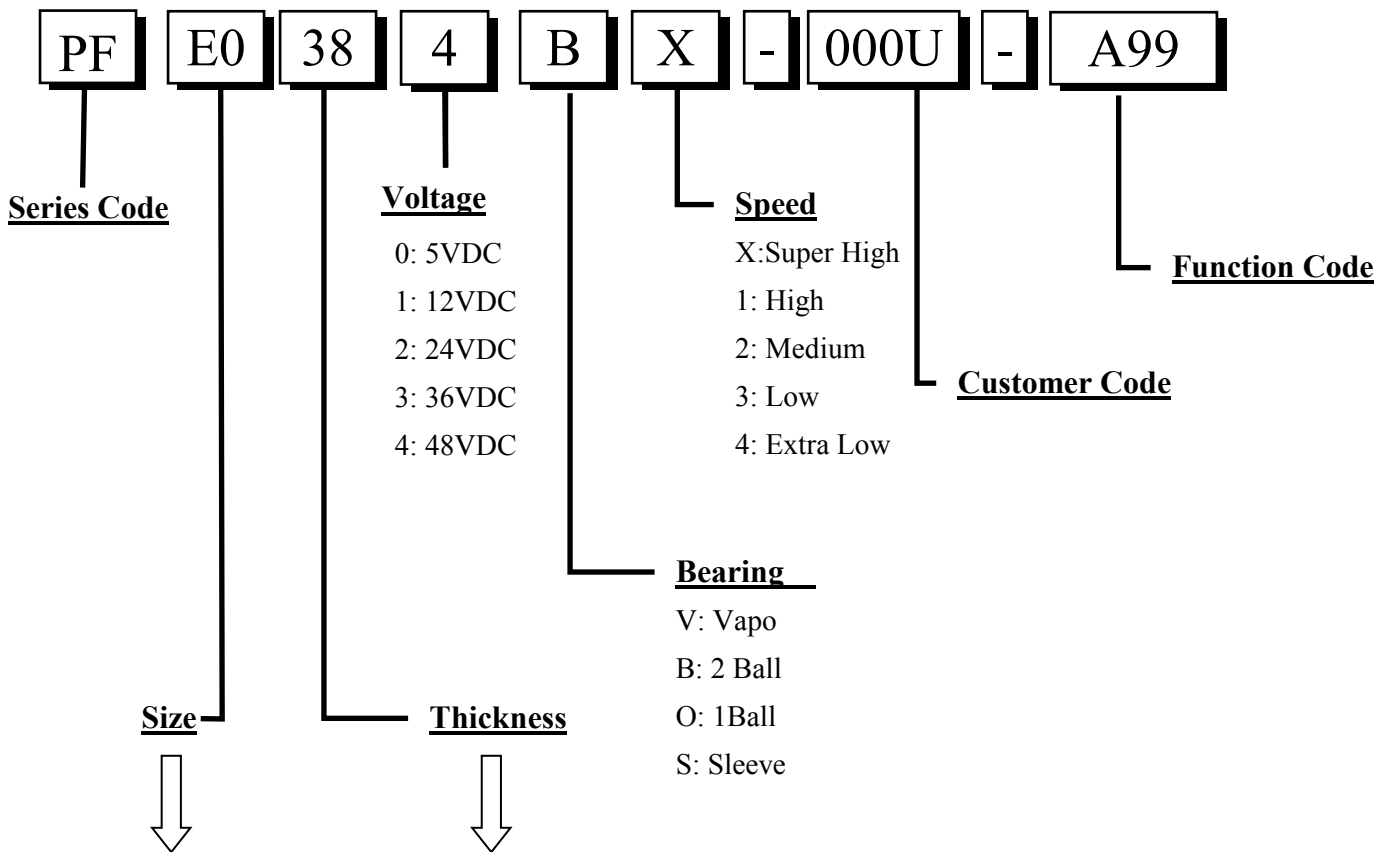 PF E0 38 4 B X - 000U - A99
Series Code
Voltage
0: 5VDC
1: 12VDC
2: 24VDC
3: 36VDC
4: 48VDC
Speed
X:Super High
1: High
2: Medium
3: Low
4: Extra Low
Function Code
Customer Code
Bearing
V: Vapo
B: 2 Ball
O: 1Ball
S: Sleeve
Size
Thickness